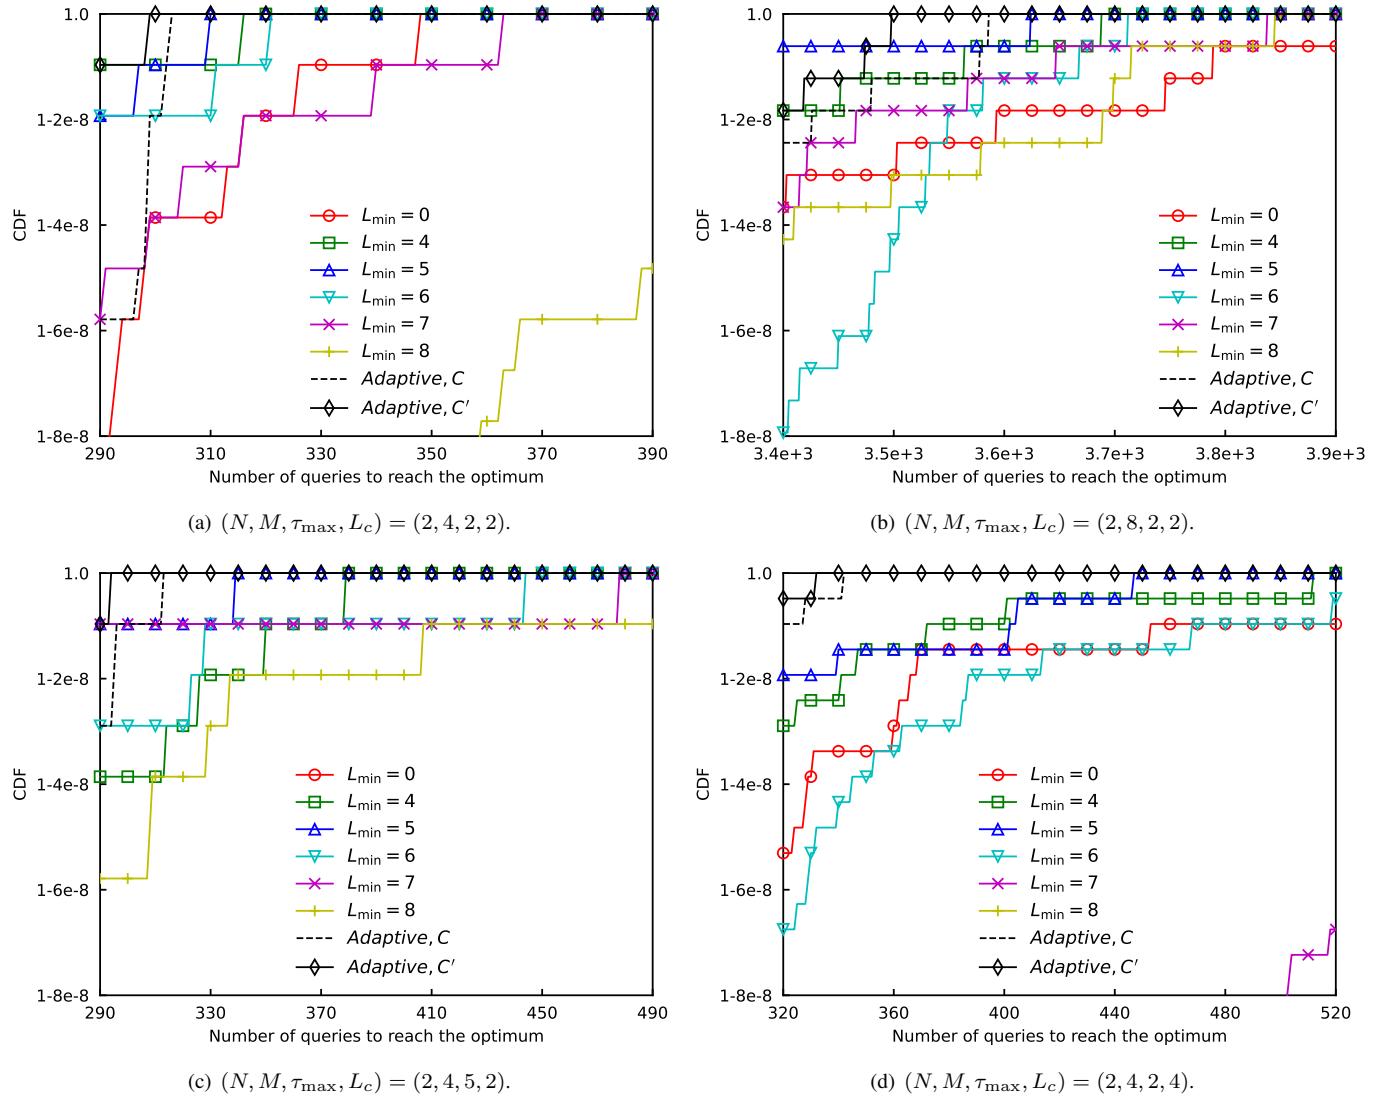 1.0
1-2e-8
1-4e-8
1-6e-8
1-8e-8
CDF
L_min = 0
L_min = 4
L_min = 5
L_min = 6
L_min = 7
L_min = 8
Adaptive, C
Adaptive, C′
290 310 330 350 370 390
Number of queries to reach the optimum
(a) (N, M, τ_max, L_c) = (2, 4, 2, 2).
1.0
1-2e-8
1-4e-8
1-6e-8
1-8e-8
CDF
L_min = 0
L_min = 4
L_min = 5
L_min = 6
L_min = 7
L_min = 8
Adaptive, C
Adaptive, C′
3.4e+3 3.5e+3 3.6e+3 3.7e+3 3.8e+3 3.9e+3
Number of queries to reach the optimum
(b) (N, M, τ_max, L_c) = (2, 8, 2, 2).
1.0
1-2e-8
1-4e-8
1-6e-8
1-8e-8
CDF
L_min = 0
L_min = 4
L_min = 5
L_min = 6
L_min = 7
L_min = 8
Adaptive, C
Adaptive, C′
290 330 370 410 450 490
Number of queries to reach the optimum
(c) (N, M, τ_max, L_c) = (2, 4, 5, 2).
1.0
1-2e-8
1-4e-8
1-6e-8
1-8e-8
CDF
L_min = 0
L_min = 4
L_min = 5
L_min = 6
L_min = 7
L_min = 8
Adaptive, C
Adaptive, C′
320 360 400 440 480 520
Number of queries to reach the optimum
(d) (N, M, τ_max, L_c) = (2, 4, 2, 4).